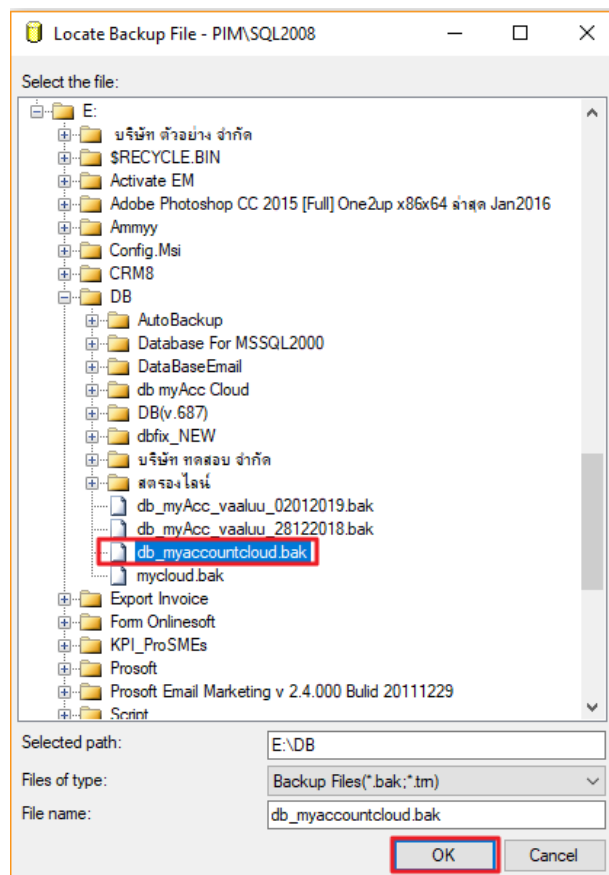 Locate Backup File - PIM\SQL2008
Select the file:
E:
บริษัท ตัวอย่าง จำกัด
$RECYCLE.BIN
Activate EM
Adobe Photoshop CC 2015 [Full] One2up x86x64 ล่าสุด Jan2016
Ammyy
Config.Msi
CRM8
DB
AutoBackup
Database For MSSQL2000
DataBaseEmail
db myAcc Cloud
DB(v.687)
dbfix_NEW
บริษัท ทดสอบ จำกัด
สตรองไลน์
db_myAcc_vaaluu_02012019.bak
db_myAcc_vaaluu_28122018.bak
db_myaccountcloud.bak
mycloud.bak
Export Invoice
Form Onlinesoft
KPI_ProSMEs
Prosoft
Prosoft Email Marketing v 2.4.000 Bulid 20111229
Script
Selected path:
E:\DB
Files of type:
Backup Files(*.bak;*.trn)
File name:
db_myaccountcloud.bak
OK
Cancel